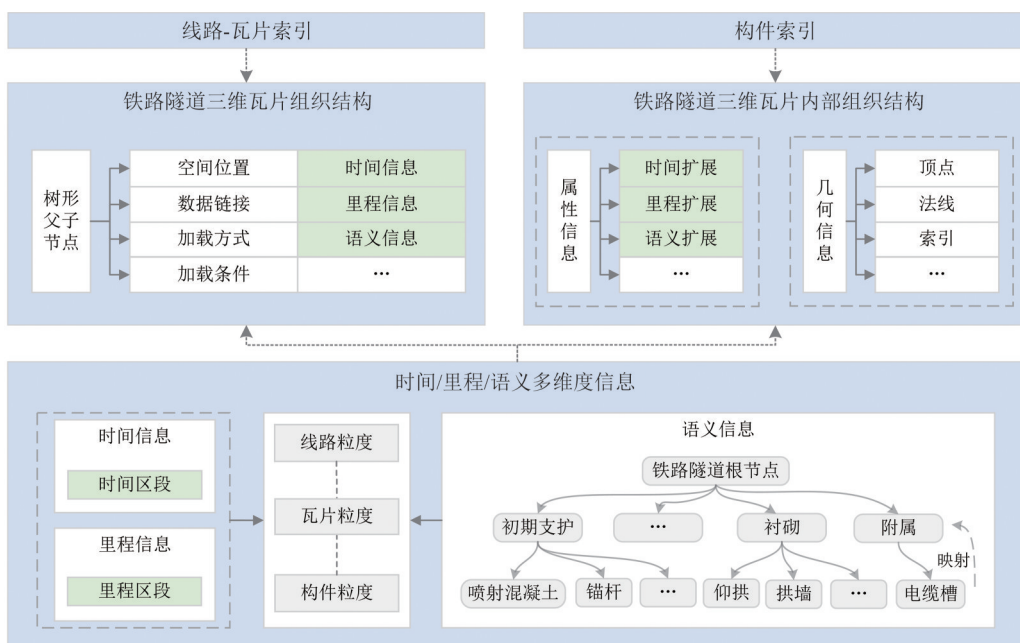 线路-瓦片索引
构件索引
铁路隧道三维瓦片组织结构
树形
父子
节点
空间位置
时间信息
数据链接
里程信息
加载方式
语义信息
加载条件
…
铁路隧道三维瓦片内部组织结构
属性信息
时间扩展
里程扩展
语义扩展
…
几何信息
顶点
法线
索引
…
时间/里程/语义多维度信息
时间信息
时间区段
里程信息
里程区段
线路粒度
瓦片粒度
构件粒度
语义信息
铁路隧道根节点
初期支护
…
衬砌
附属
映射
喷射混凝土
锚杆
…
仰拱
拱墙
…
电缆槽